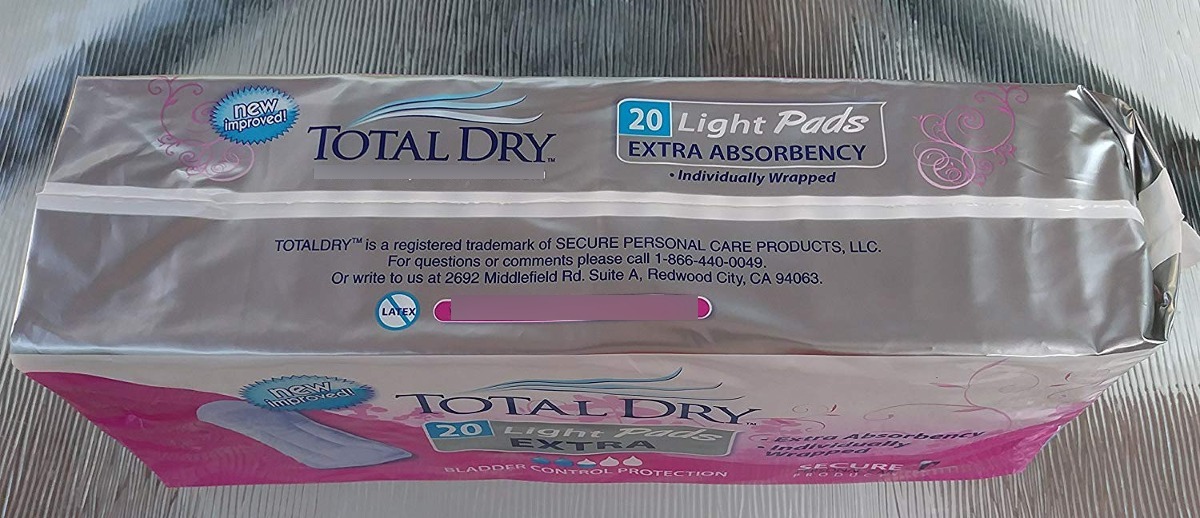 new
improved!
TOTAL DRY™
20 Light Pads
EXTRA ABSORBENCY
• Individually Wrapped
TOTALDRY™ is a registered trademark of SECURE PERSONAL CARE PRODUCTS, LLC.
For questions or comments please call 1-866-440-0049.
Or write to us at 2692 Middlefield Rd. Suite A, Redwood City, CA 94063.
LATEX
new
improved!
TOTAL DRY™
20 Light Pads
EXTRA
BLADDER CONTROL PROTECTION
• Extra Absorbency
• Individually
Wrapped
SECURE